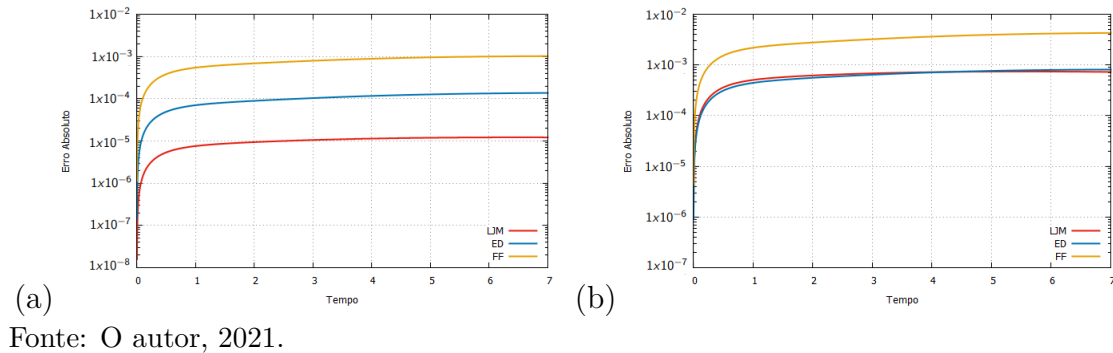 1x10⁻²
1x10⁻³
1x10⁻⁴
1x10⁻⁵
1x10⁻⁶
1x10⁻⁷
1x10⁻⁸
Erro Absoluto
LJM
ED
FF
0 1 2 3 4 5 6 7
Tempo
(a)
1x10⁻²
1x10⁻³
1x10⁻⁴
1x10⁻⁵
1x10⁻⁶
1x10⁻⁷
Erro Absoluto
LJM
ED
FF
0 1 2 3 4 5 6 7
Tempo
(b)
Fonte: O autor, 2021.